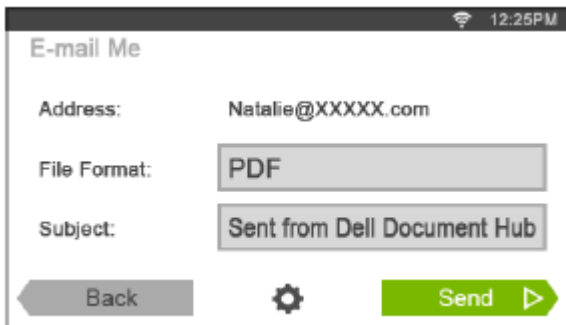 12:25PM
E-mail Me
Address: Natalie@XXXXX.com
File Format: PDF
Subject: Sent from Dell Document Hub
Back Send